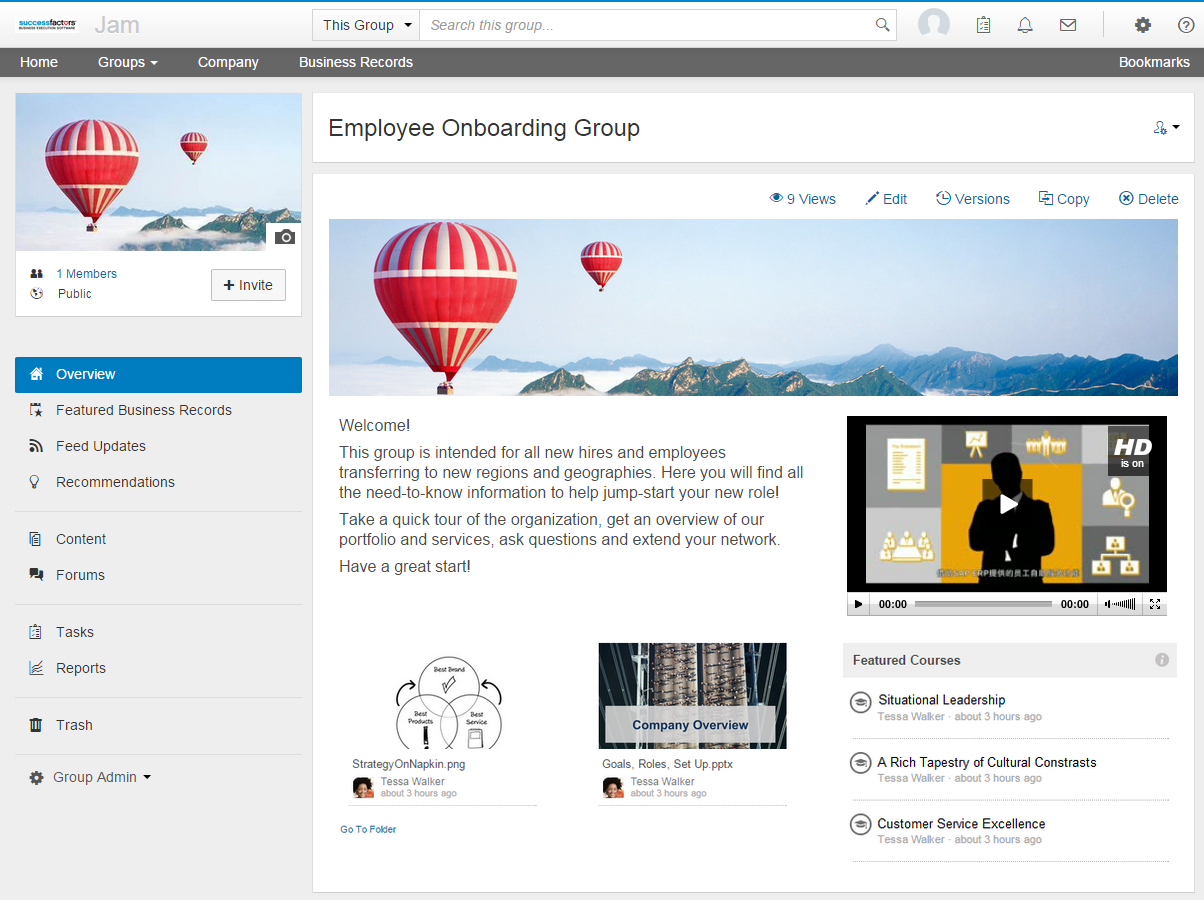 successfactors
BUSINESS EXECUTION SOFTWARE
Jam
This Group
Search this group...
Home
Groups
Company
Business Records
Bookmarks
1 Members
Public
+ Invite
Overview
Featured Business Records
Feed Updates
Recommendations
Content
Forums
Tasks
Reports
Trash
Group Admin
Employee Onboarding Group
9 Views
Edit
Versions
Copy
Delete
Welcome!
This group is intended for all new hires and employees
transferring to new regions and geographies. Here you will find all
the need-to-know information to help jump-start your new role!
Take a quick tour of the organization, get an overview of our
portfolio and services, ask questions and extend your network.
Have a great start!
HD
is on
00:00
00:00
Best Brand
Best
Products
Best
Service
StrategyOnNapkin.png
Tessa Walker
about 3 hours ago
Company Overview
Goals, Roles, Set Up.pptx
Tessa Walker
about 3 hours ago
Go To Folder
Featured Courses
Situational Leadership
Tessa Walker · about 3 hours ago
A Rich Tapestry of Cultural Constrasts
Tessa Walker · about 3 hours ago
Customer Service Excellence
Tessa Walker · about 3 hours ago